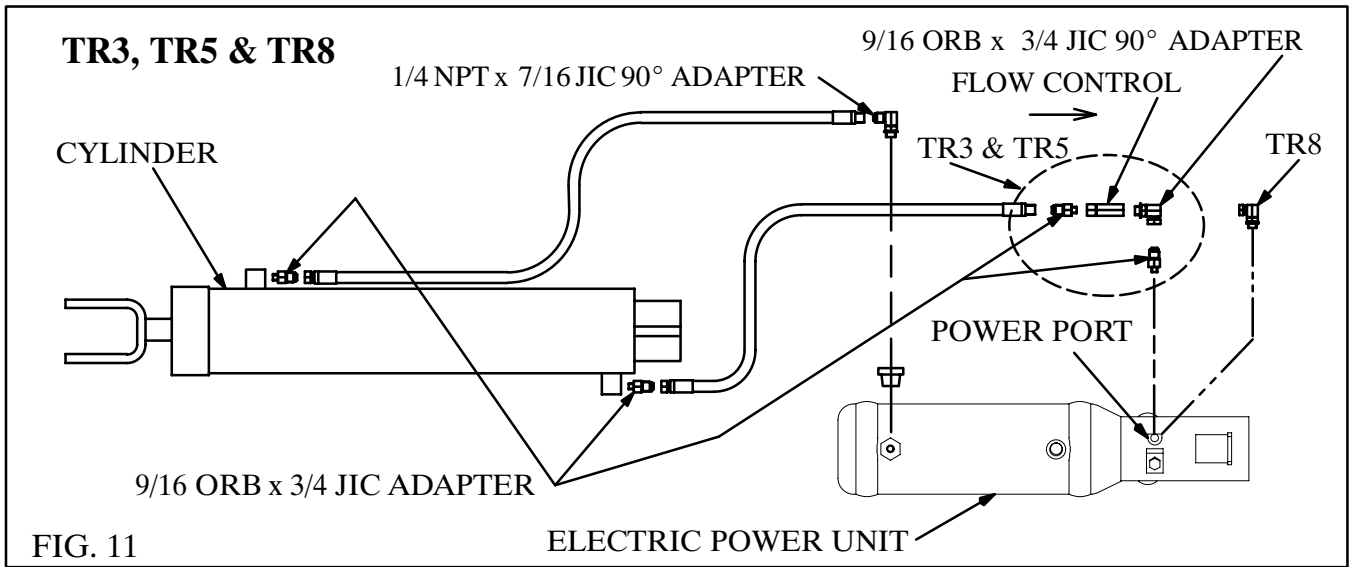 TR3, TR5 & TR8
9/16 ORB x 3/4 JIC 90° ADAPTER
1/4 NPT x 7/16 JIC 90° ADAPTER
FLOW CONTROL
CYLINDER
TR3 & TR5
TR8
POWER PORT
9/16 ORB x 3/4 JIC ADAPTER
ELECTRIC POWER UNIT
FIG. 11